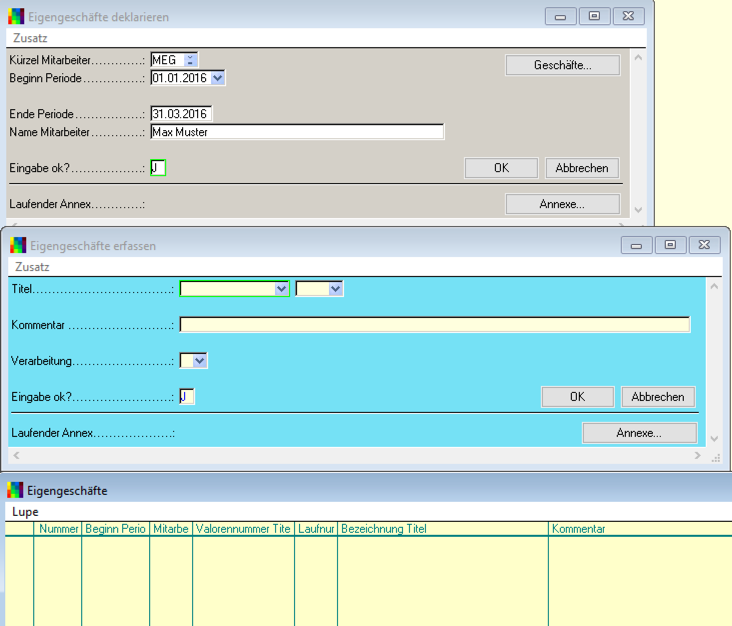 Eigengeschäfte deklarieren
Zusatz
Kürzel Mitarbeiter............: MEG Geschäfte...
Beginn Periode..............: 01.01.2016
Ende Periode.................: 31.03.2016
Name Mitarbeiter............: Max Muster
Eingabe ok?..................: J OK Abbrechen
Laufender Annex............: Annexe...
Eigengeschäfte erfassen
Zusatz
Titel...................................:
Kommentar .........................:
Verarbeitung.........................:
Eingabe ok?.........................: J OK Abbrechen
Laufender Annex...................: Annexe...
Eigengeschäfte
Lupe
Nummer Beginn Perio Mitarbe Valorennummer Tite Laufnur Bezeichnung Titel Kommentar